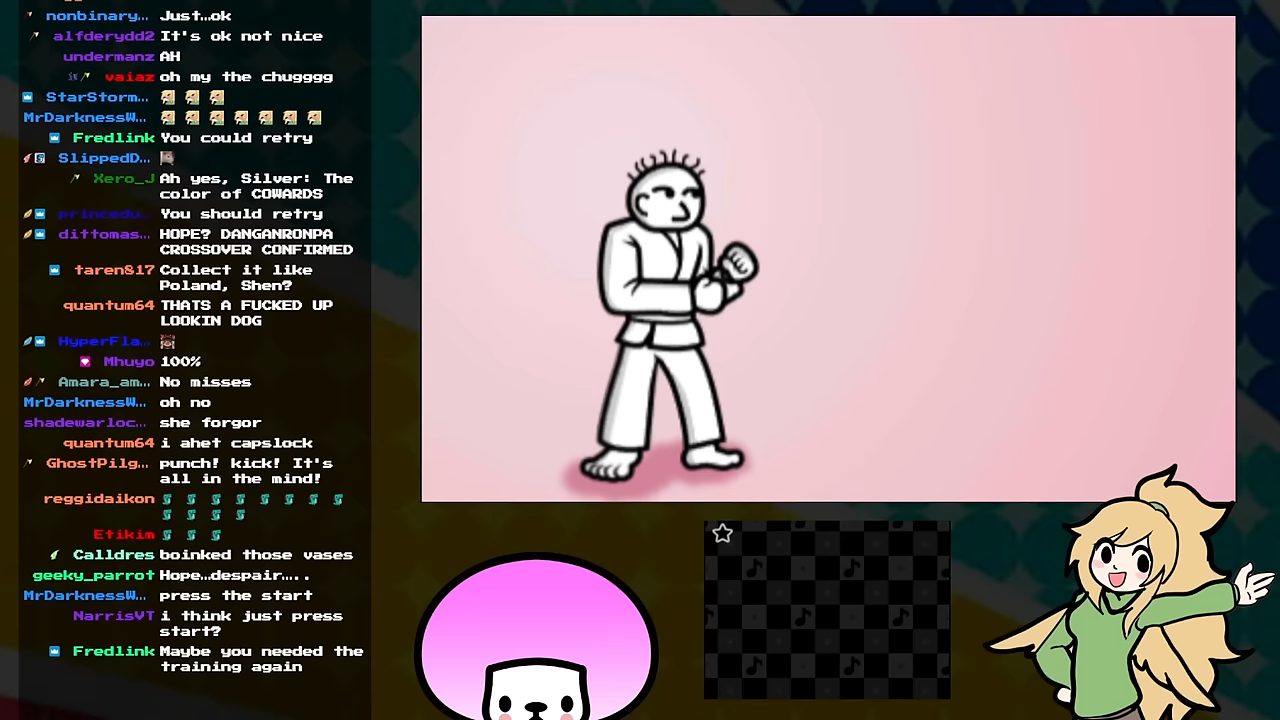 nonbinary… Just…ok
alfderydd2 It's ok not nice
undermanz AH
vaiaz oh my the chugggg
StarStorm…
MrDarknessW…
Fredlink You could retry
SlippedD…
Xero_J Ah yes, Silver: The
color of COWARDS
princedu… You should retry
dittomas… HOPE? DANGANRONPA
CROSSOVER CONFIRMED
taren817 Collect it like
Poland, Shen?
quantum64 THATS A FUCKED UP
LOOKIN DOG
HyperFla…
Mhuyo 100%
Amara_am… No misses
MrDarknessW… oh no
shadewarloc… she forgor
quantum64 i ahet capslock
GhostPilg… punch! kick! It's
all in the mind!
reggidaikon
Etikim
Calldres boinked those vases
geeky_parrot Hope…despair…..
MrDarknessW… press the start
NarrisVT i think just press
start?
Fredlink Maybe you needed the
training again